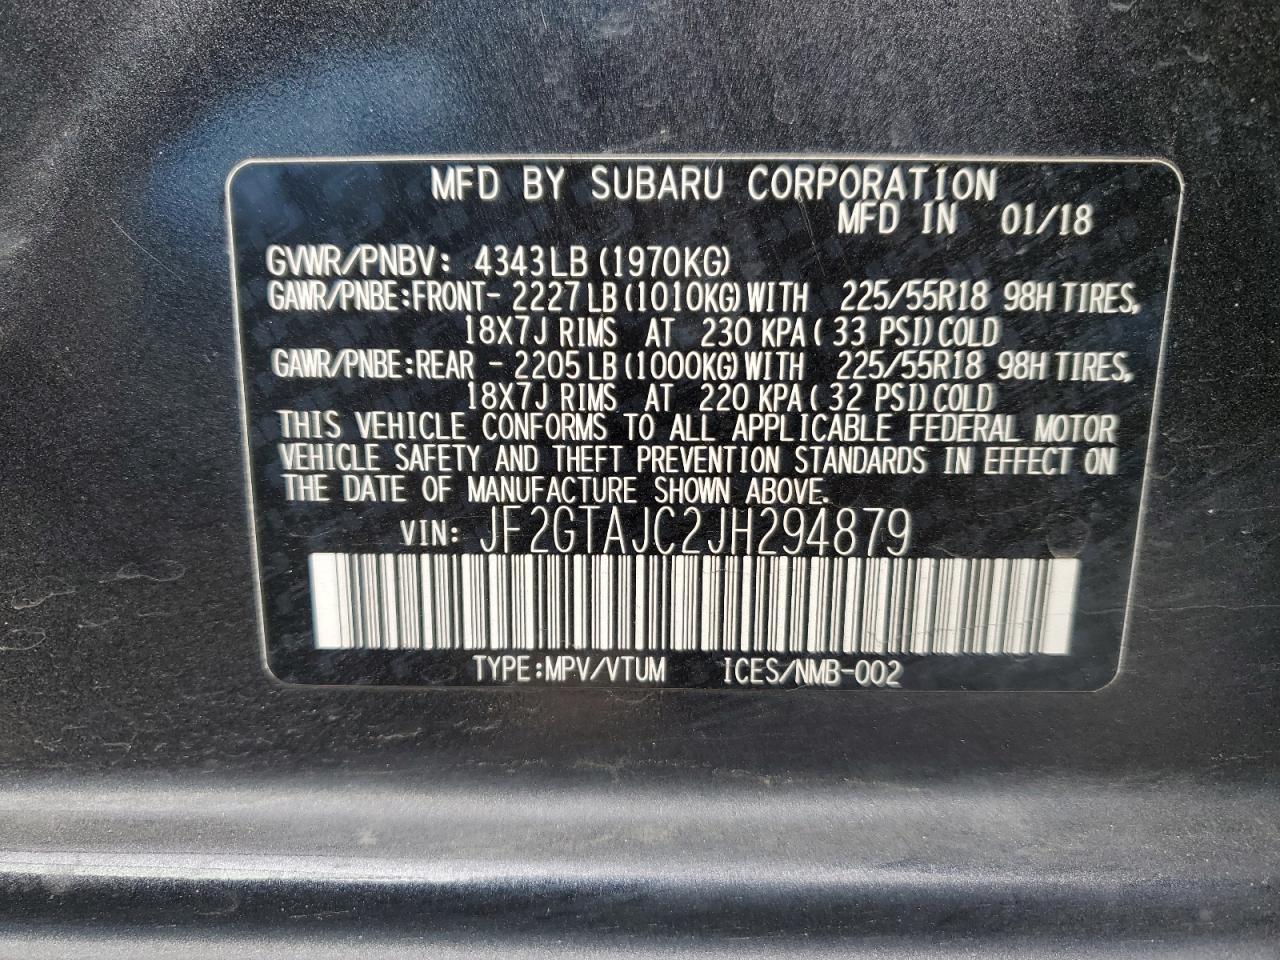 MFD BY SUBARU CORPORATION
MFD IN 01/18
GVWR/PNBV: 4343LB (1970KG)
GAWR/PNBE:FRONT- 2227LB (1010KG) WITH 225/55R18 98H TIRES,
18X7J RIMS AT 230 KPA ( 33 PSI) COLD
GAWR/PNBE:REAR - 2205LB (1000KG) WITH 225/55R18 98H TIRES,
18X7J RIMS AT 220 KPA ( 32 PSI) COLD
THIS VEHICLE CONFORMS TO ALL APPLICABLE FEDERAL MOTOR
VEHICLE SAFETY AND THEFT PREVENTION STANDARDS IN EFFECT ON
THE DATE OF MANUFACTURE SHOWN ABOVE.
VIN: JF2GTAJC2JH294879
TYPE:MPV/VTUM ICES/NMB-002